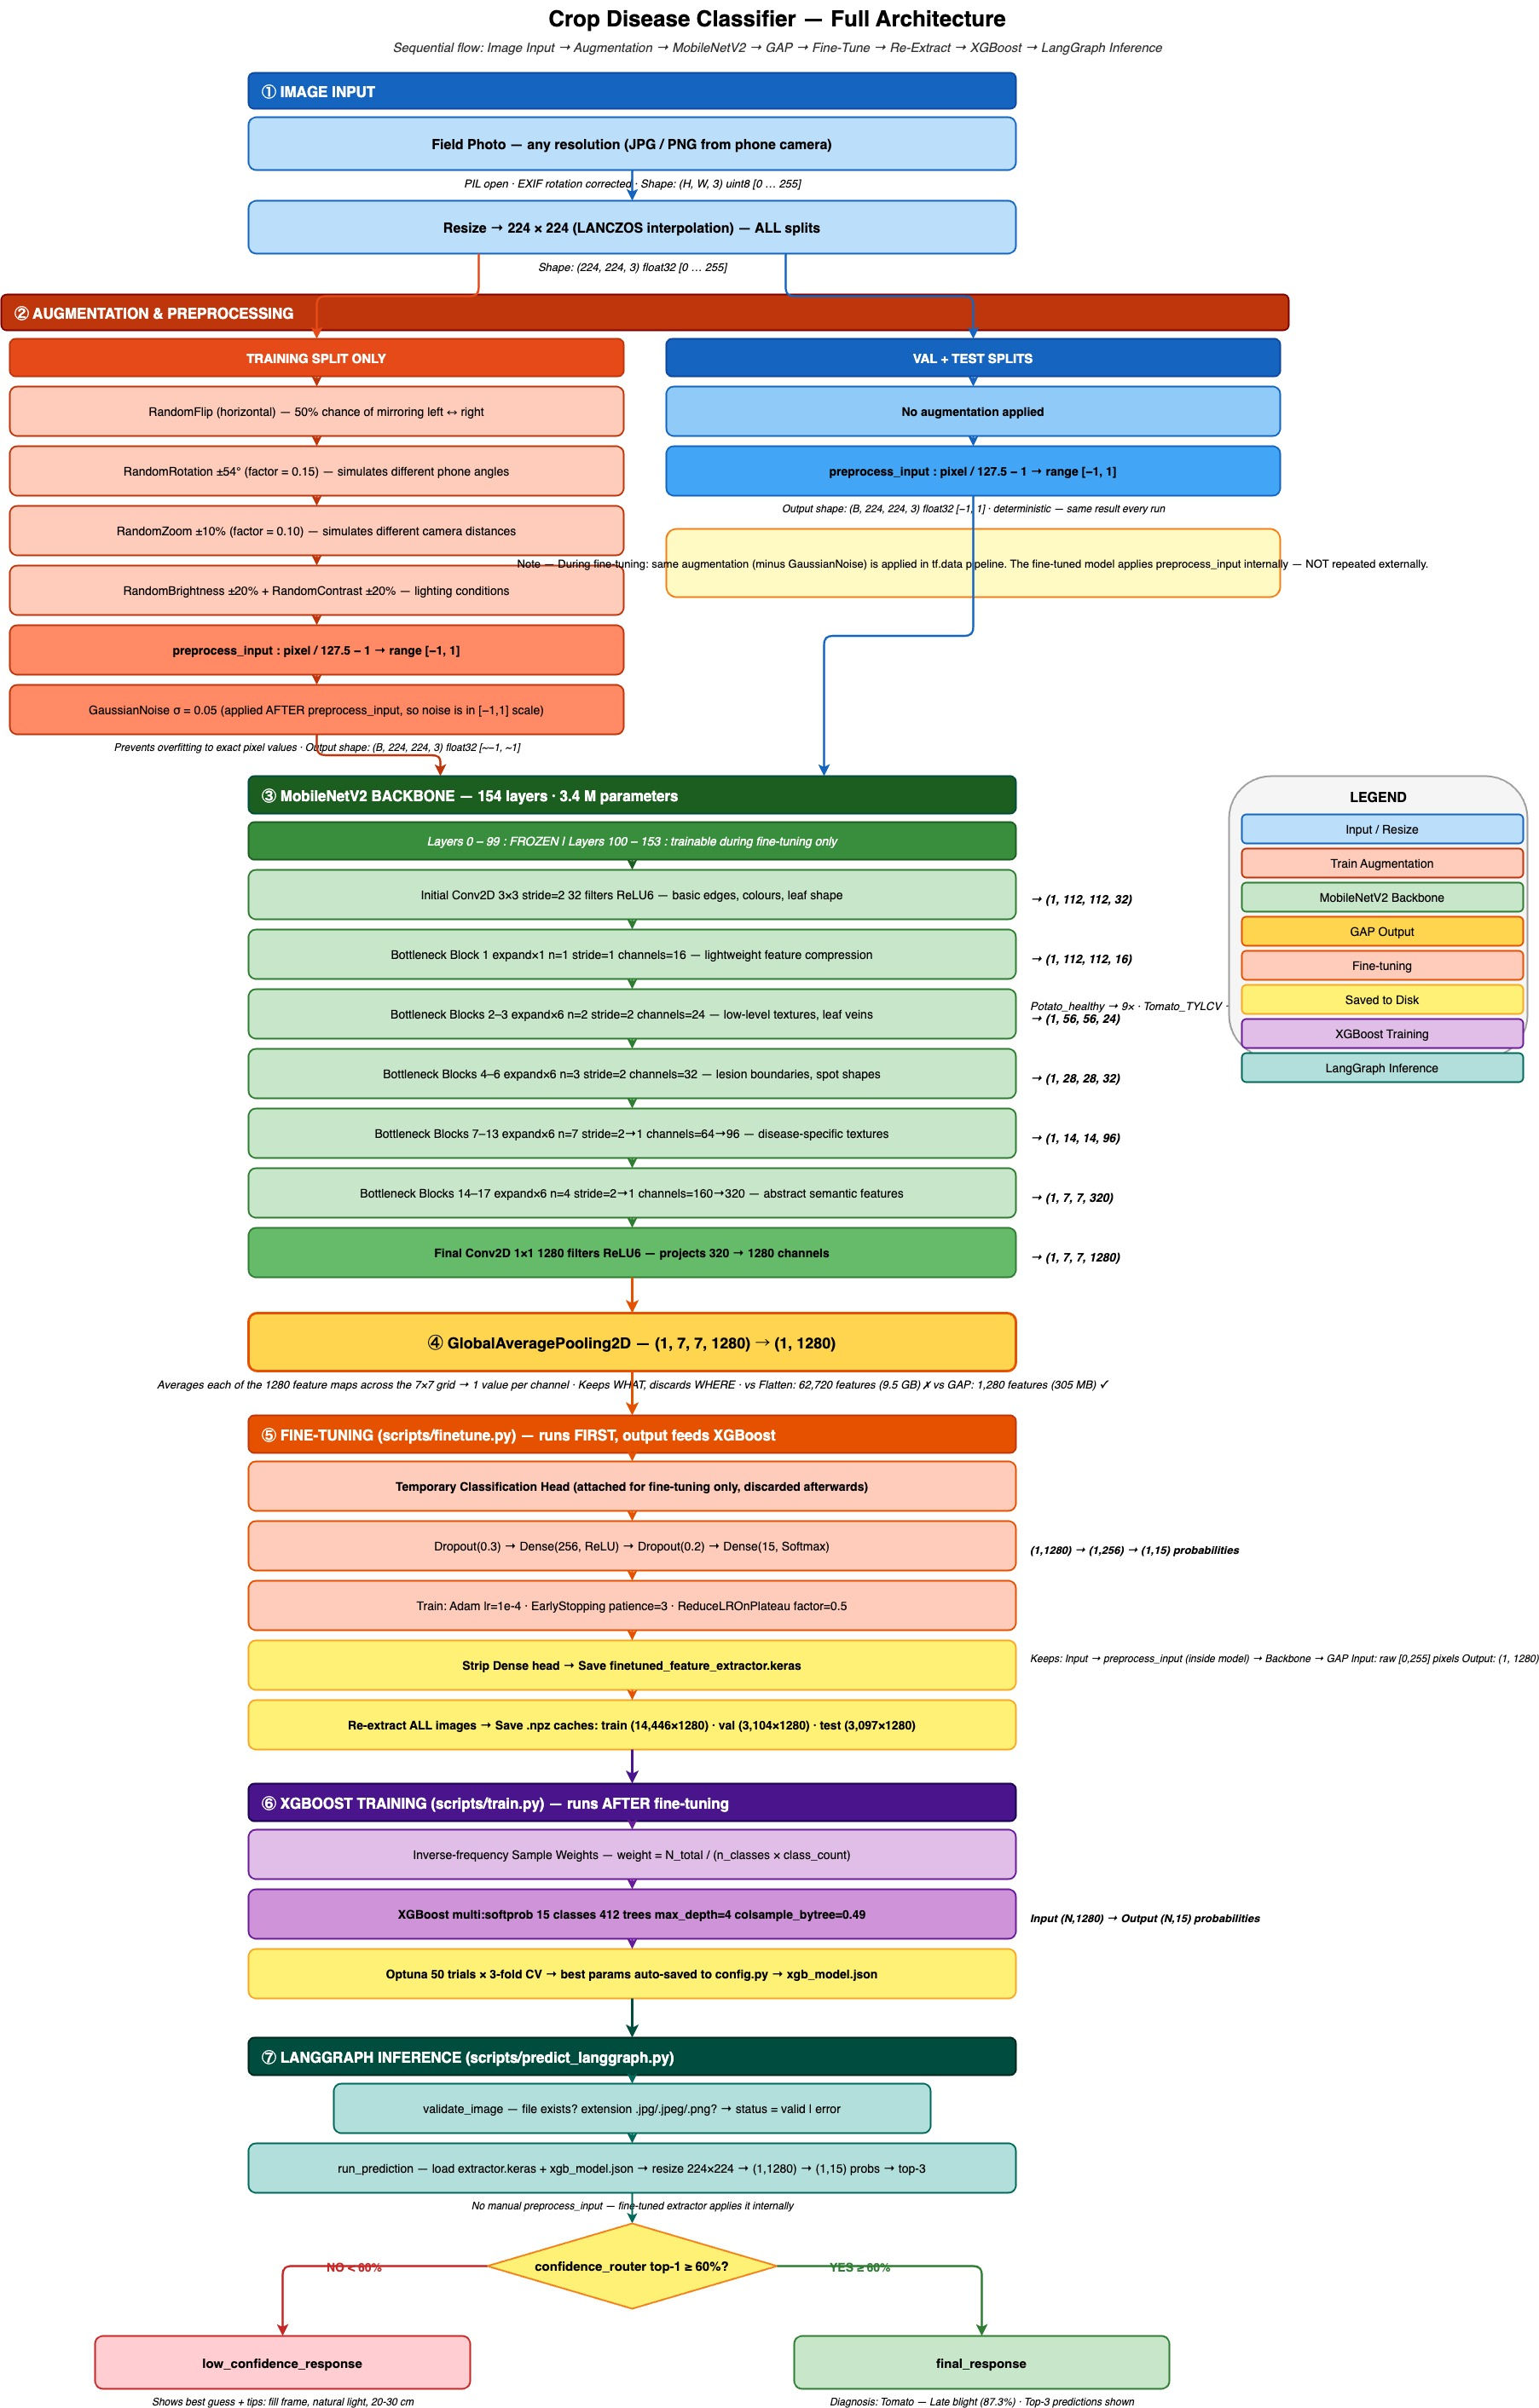 Crop Disease Classifier — Full Architecture
Sequential flow: Image Input → Augmentation → MobileNetV2 → GAP → Fine-Tune → Re-Extract → XGBoost → LangGraph Inference
① IMAGE INPUT
Field Photo — any resolution (JPG / PNG from phone camera)
PIL open · EXIF rotation corrected · Shape: (H, W, 3) uint8 [0 … 255]
Resize → 224 × 224 (LANCZOS interpolation) — ALL splits
Shape: (224, 224, 3) float32 [0 … 255]
② AUGMENTATION & PREPROCESSING
TRAINING SPLIT ONLY
RandomFlip (horizontal) — 50% chance of mirroring left ↔ right
RandomRotation ±54° (factor = 0.15) — simulates different phone angles
RandomZoom ±10% (factor = 0.10) — simulates different camera distances
RandomBrightness ±20% + RandomContrast ±20% — lighting conditions
preprocess_input : pixel / 127.5 − 1 → range [−1, 1]
GaussianNoise σ = 0.05 (applied AFTER preprocess_input, so noise is in [−1,1] scale)
Prevents overfitting to exact pixel values · Output shape: (B, 224, 224, 3) float32 [~−1, ~1]
VAL + TEST SPLITS
No augmentation applied
preprocess_input : pixel / 127.5 − 1 → range [−1, 1]
Output shape: (B, 224, 224, 3) float32 [−1, 1] · deterministic — same result every run
Note — During fine-tuning: same augmentation (minus GaussianNoise) is applied in tf.data pipeline. The fine-tuned model applies preprocess_input internally — NOT repeated externally.
③ MobileNetV2 BACKBONE — 154 layers · 3.4 M parameters
Layers 0 – 99 : FROZEN | Layers 100 – 153 : trainable during fine-tuning only
Initial Conv2D 3×3 stride=2 32 filters ReLU6 — basic edges, colours, leaf shape
→ (1, 112, 112, 32)
Bottleneck Block 1 expand×1 n=1 stride=1 channels=16 — lightweight feature compression
→ (1, 112, 112, 16)
Bottleneck Blocks 2–3 expand×6 n=2 stride=2 channels=24 — low-level textures, leaf veins
Potato_healthy → 9× · Tomato_TYLCV
→ (1, 56, 56, 24)
Bottleneck Blocks 4–6 expand×6 n=3 stride=2 channels=32 — lesion boundaries, spot shapes
→ (1, 28, 28, 32)
Bottleneck Blocks 7–13 expand×6 n=7 stride=2→1 channels=64→96 — disease-specific textures
→ (1, 14, 14, 96)
Bottleneck Blocks 14–17 expand×6 n=4 stride=2→1 channels=160→320 — abstract semantic features
→ (1, 7, 7, 320)
Final Conv2D 1×1 1280 filters ReLU6 — projects 320 → 1280 channels
→ (1, 7, 7, 1280)
LEGEND
Input / Resize
Train Augmentation
MobileNetV2 Backbone
GAP Output
Fine-tuning
Saved to Disk
XGBoost Training
LangGraph Inference
④ GlobalAveragePooling2D — (1, 7, 7, 1280) → (1, 1280)
Averages each of the 1280 feature maps across the 7×7 grid → 1 value per channel · Keeps WHAT, discards WHERE · vs Flatten: 62,720 features (9.5 GB) ✗ vs GAP: 1,280 features (305 MB) ✓
⑤ FINE-TUNING (scripts/finetune.py) — runs FIRST, output feeds XGBoost
Temporary Classification Head (attached for fine-tuning only, discarded afterwards)
Dropout(0.3) → Dense(256, ReLU) → Dropout(0.2) → Dense(15, Softmax)
(1,1280) → (1,256) → (1,15) probabilities
Train: Adam lr=1e-4 · EarlyStopping patience=3 · ReduceLROnPlateau factor=0.5
Strip Dense head → Save finetuned_feature_extractor.keras
Keeps: Input → preprocess_input (inside model) → Backbone → GAP Input: raw [0,255] pixels Output: (1, 1280)
Re-extract ALL images → Save .npz caches: train (14,446×1280) · val (3,104×1280) · test (3,097×1280)
⑥ XGBOOST TRAINING (scripts/train.py) — runs AFTER fine-tuning
Inverse-frequency Sample Weights — weight = N_total / (n_classes × class_count)
XGBoost multi:softprob 15 classes 412 trees max_depth=4 colsample_bytree=0.49
Input (N,1280) → Output (N,15) probabilities
Optuna 50 trials × 3-fold CV → best params auto-saved to config.py → xgb_model.json
⑦ LANGGRAPH INFERENCE (scripts/predict_langgraph.py)
validate_image — file exists? extension .jpg/.jpeg/.png? → status = valid | error
run_prediction — load extractor.keras + xgb_model.json → resize 224×224 → (1,1280) → (1,15) probs → top-3
No manual preprocess_input — fine-tuned extractor applies it internally
confidence_router top-1 ≥ 60%?
NO < 60%
YES ≥ 60%
low_confidence_response
final_response
Shows best guess + tips: fill frame, natural light, 20-30 cm
Diagnosis: Tomato — Late blight (87.3%) · Top-3 predictions shown